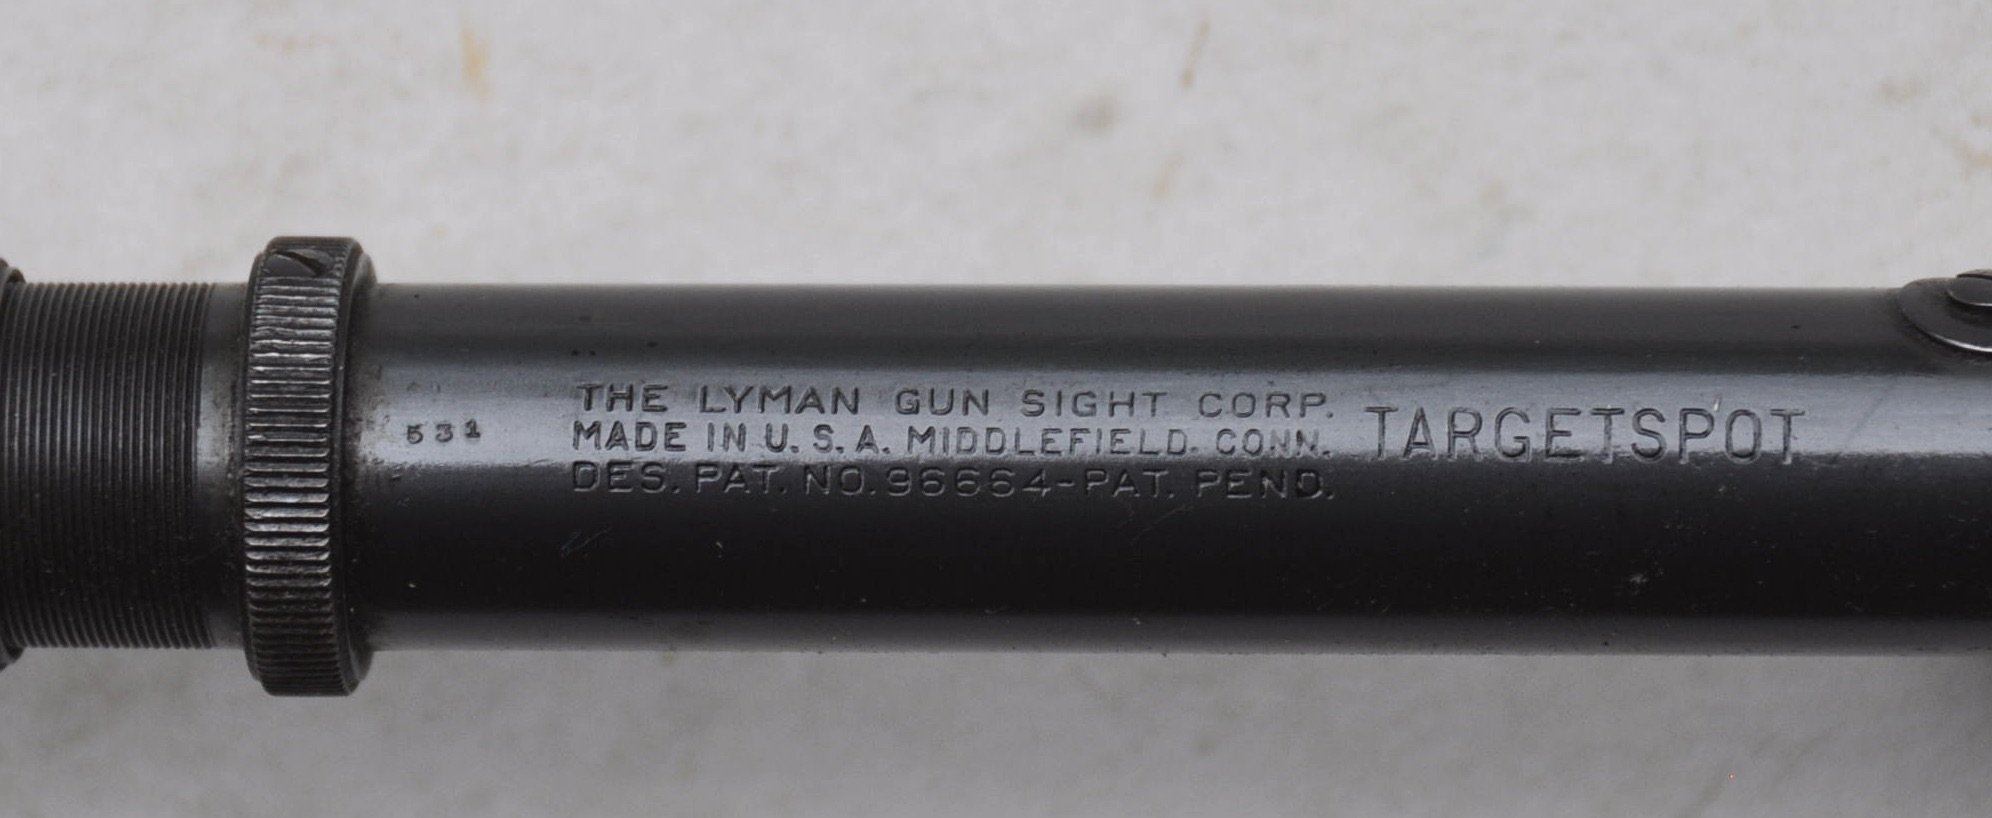 531
THE LYMAN GUN SIGHT CORP.
MADE IN U.S.A. MIDDLEFIELD. CONN.
DES. PAT. NO. 96664-PAT. PEND.
TARGETSPOT